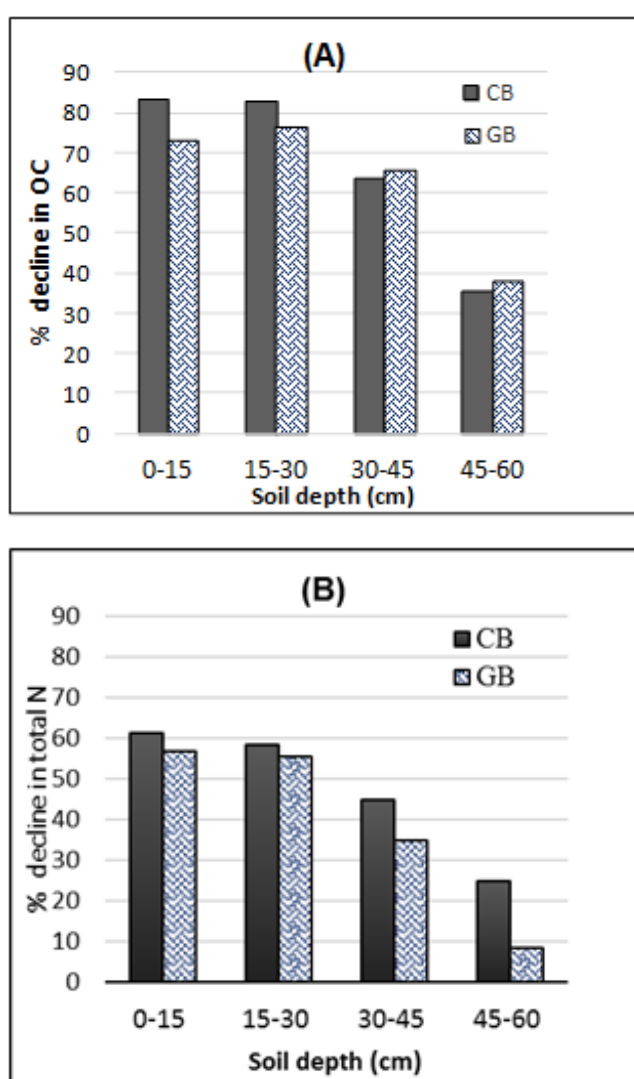 (A)
90
80
70
60
50
40
30
20
10
0
% decline in OC
CB
GB
0-15 15-30 30-45 45-60
Soil depth (cm)
(B)
90
80
70
60
50
40
30
20
10
0
% decline in total N
CB
GB
0-15 15-30 30-45 45-60
Soil depth (cm)